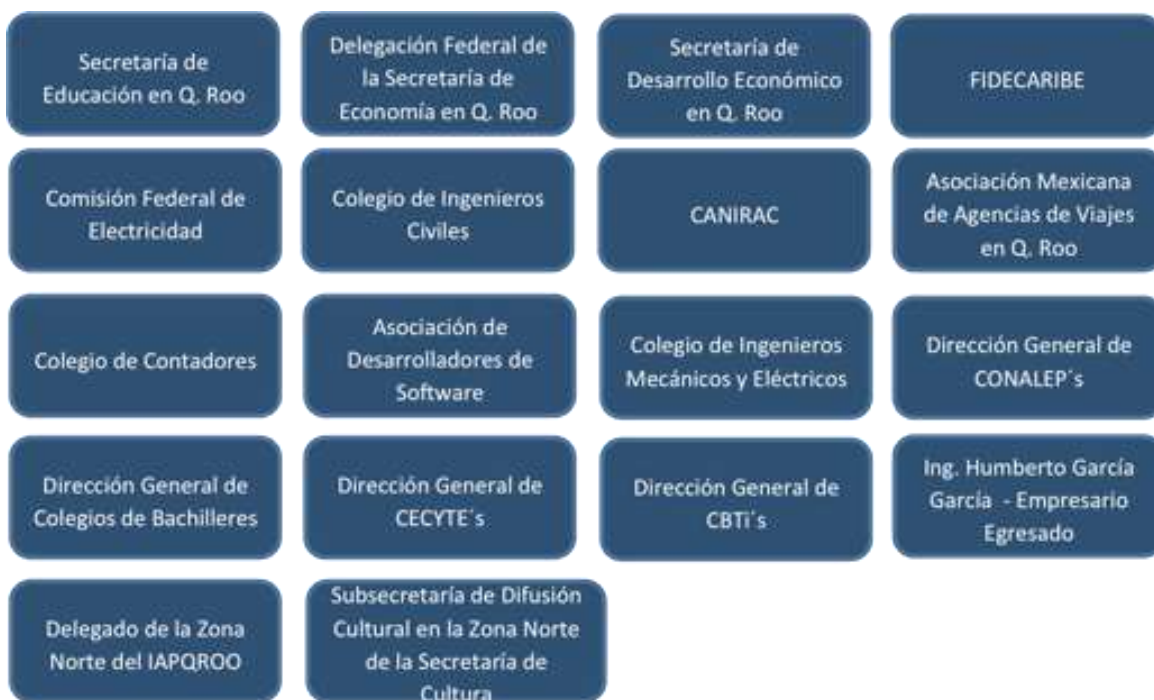 Secretaría de
Educación en Q. Roo
Delegación Federal de
la Secretaría de
Economía en Q. Roo
Secretaría de
Desarrollo Económico
en Q. Roo
FIDECARIBE
Comisión Federal de
Electricidad
Colegio de Ingenieros
Civiles
CANIRAC
Asociación Mexicana
de Agencias de Viajes
en Q. Roo
Colegio de Contadores
Asociación de
Desarrolladores de
Software
Colegio de Ingenieros
Mecánicos y Eléctricos
Dirección General de
CONALEP´s
Dirección General de
Colegios de Bachilleres
Dirección General de
CECYTE´s
Dirección General de
CBTi´s
Ing. Humberto García
García - Empresario
Egresado
Delegado de la Zona
Norte del IAPQROO
Subsecretaría de Difusión
Cultural en la Zona Norte
de la Secretaría de
Cultura